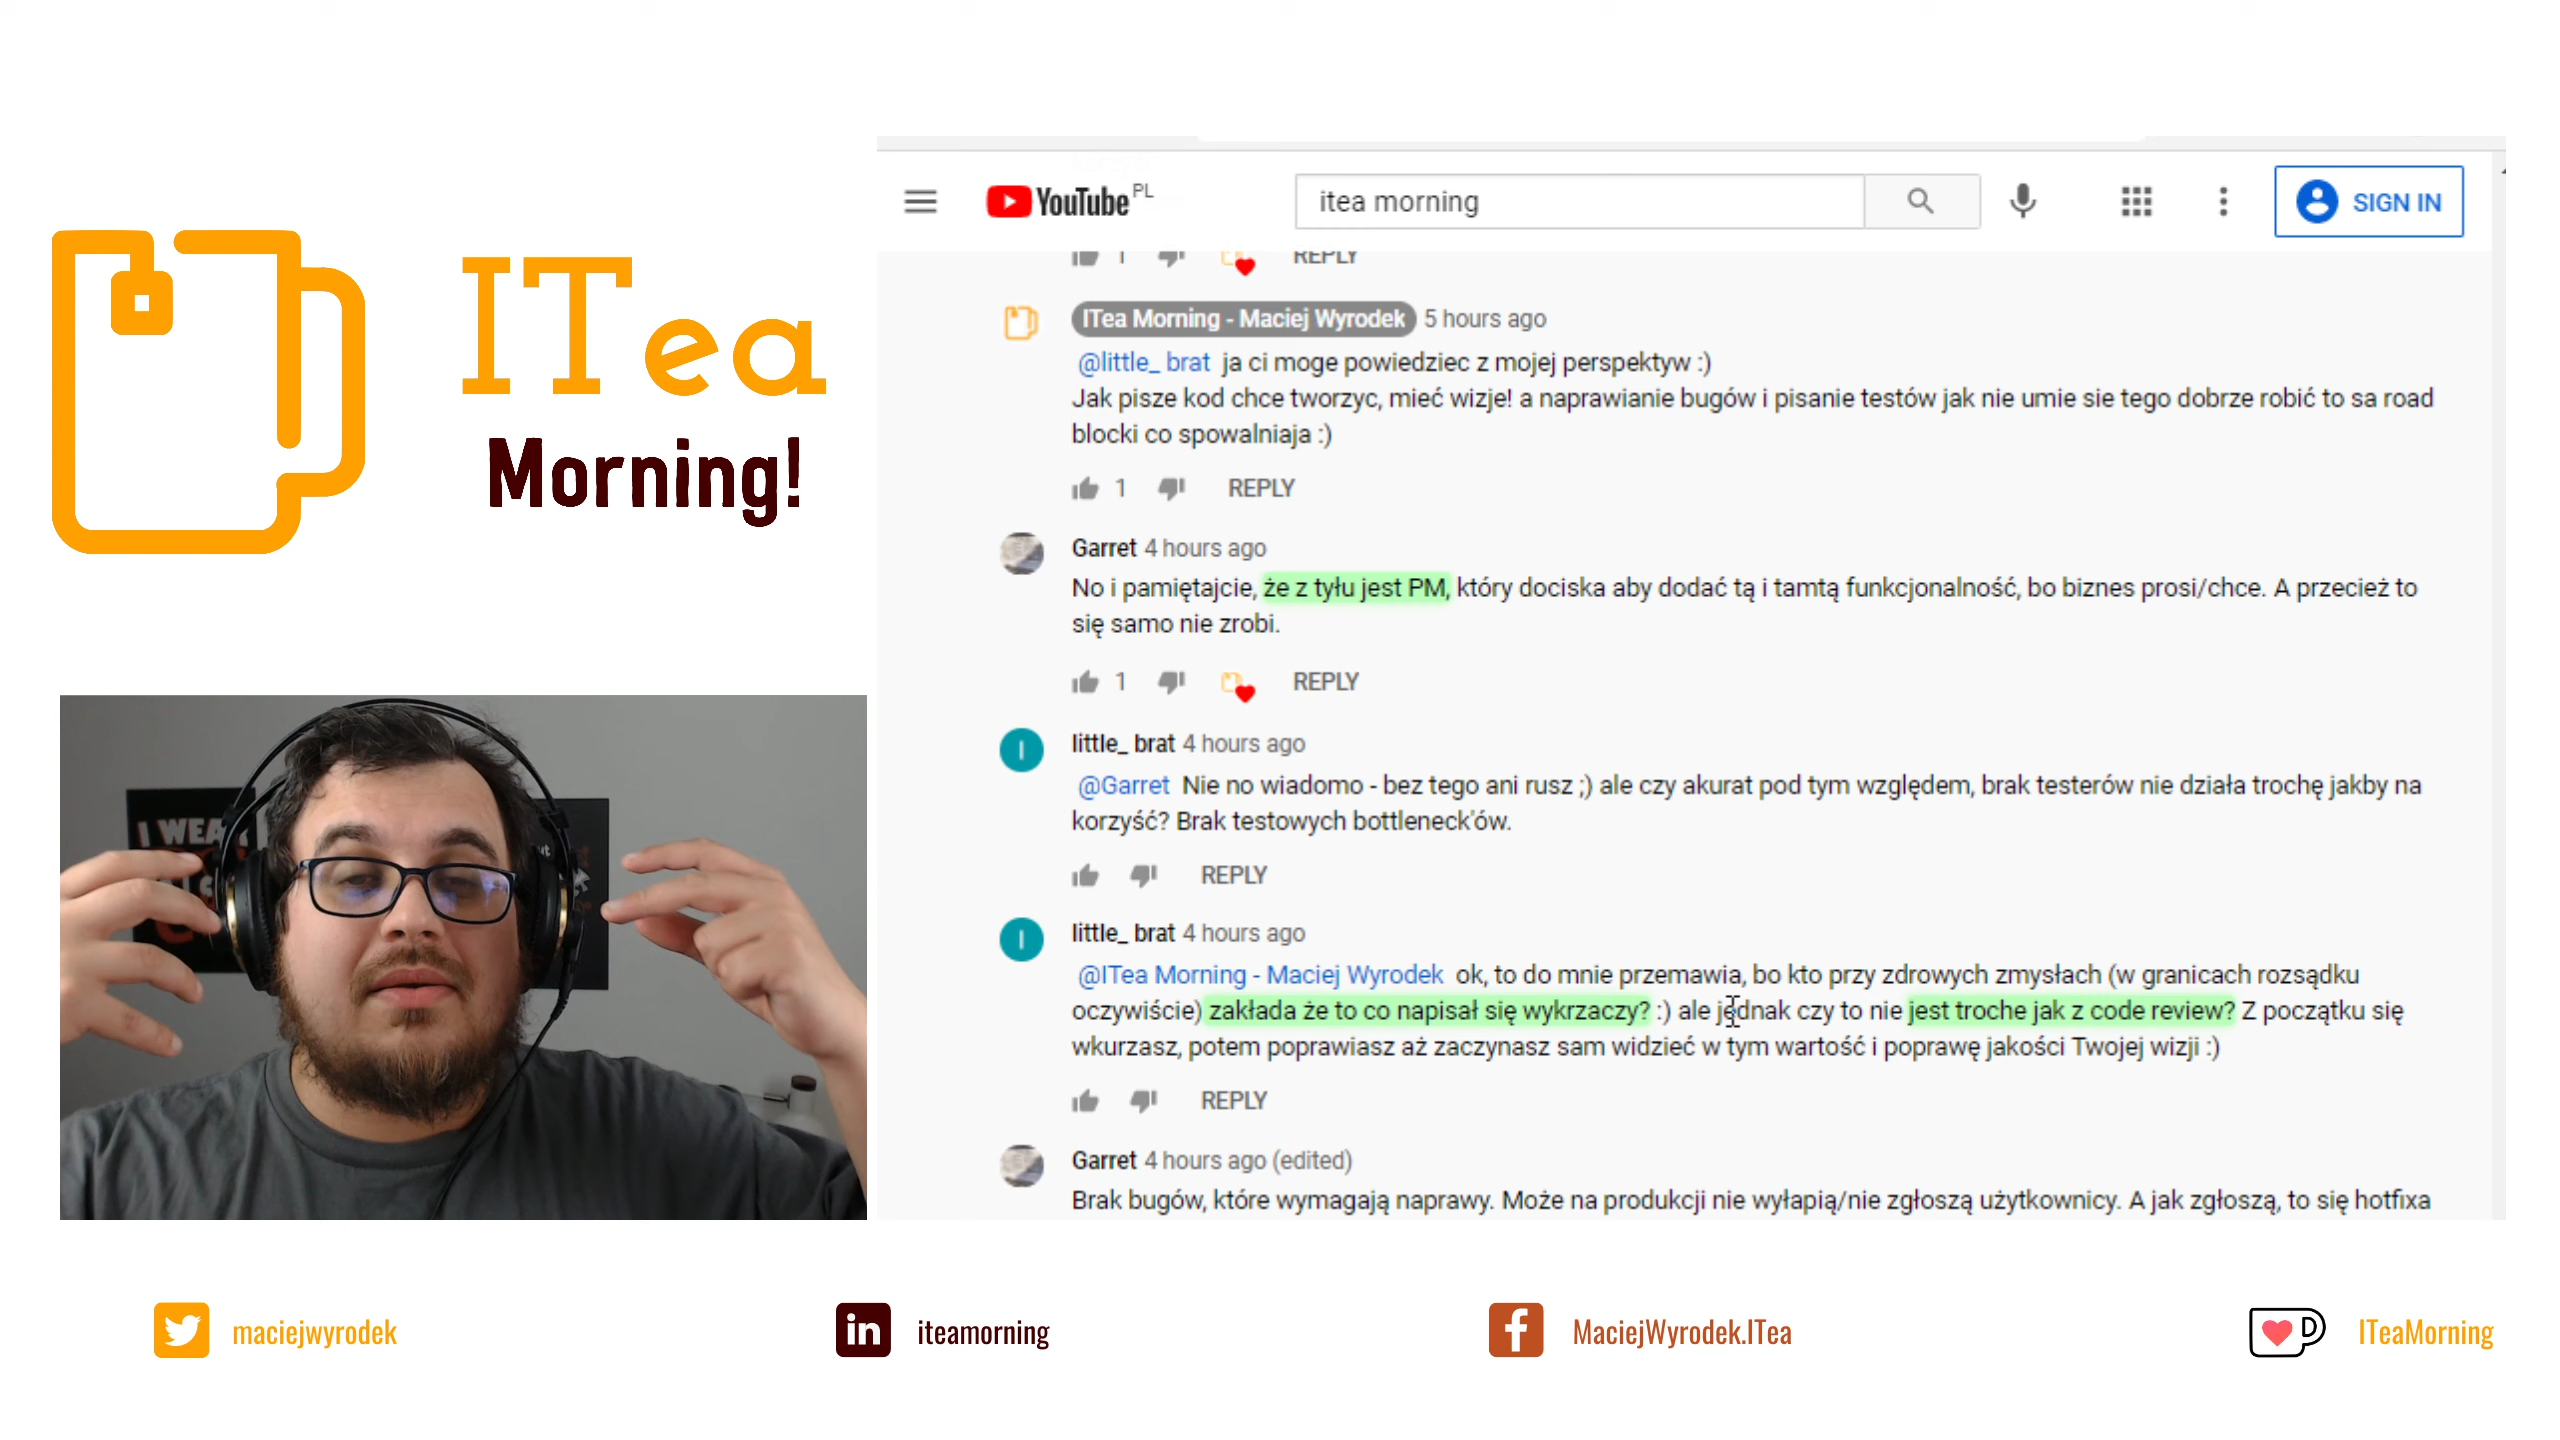 ITea
Morning!
YouTube PL
itea morning
SIGN IN
1 REPLY
ITea Morning - Maciej Wyrodek 5 hours ago
@little_ brat ja ci moge powiedziec z mojej perspektyw :)
Jak pisze kod chce tworzyc, mieć wizje! a naprawianie bugów i pisanie testów jak nie umie sie tego dobrze robić to sa road
blocki co spowalniaja :)
1 REPLY
Garret 4 hours ago
No i pamiętajcie, że z tyłu jest PM, który dociska aby dodać tą i tamtą funkcjonalność, bo biznes prosi/chce. A przecież to
się samo nie zrobi.
1 REPLY
little_ brat 4 hours ago
@Garret Nie no wiadomo - bez tego ani rusz ;) ale czy akurat pod tym względem, brak testerów nie działa trochę jakby na
korzyść? Brak testowych bottleneck'ów.
REPLY
little_ brat 4 hours ago
@ITea Morning - Maciej Wyrodek ok, to do mnie przemawia, bo kto przy zdrowych zmysłach (w granicach rozsądku
oczywiście) zakłada że to co napisał się wykrzaczy? :) ale jednak czy to nie jest troche jak z code review? Z początku się
wkurzasz, potem poprawiasz aż zaczynasz sam widzieć w tym wartość i poprawę jakości Twojej wizji :)
REPLY
Garret 4 hours ago (edited)
Brak bugów, które wymagają naprawy. Może na produkcji nie wyłapią/nie zgłoszą użytkownicy. A jak zgłoszą, to się hotfixa
I WEAR
maciejwyrodek
in iteamorning
MaciejWyrodek.ITea
ITeaMorning